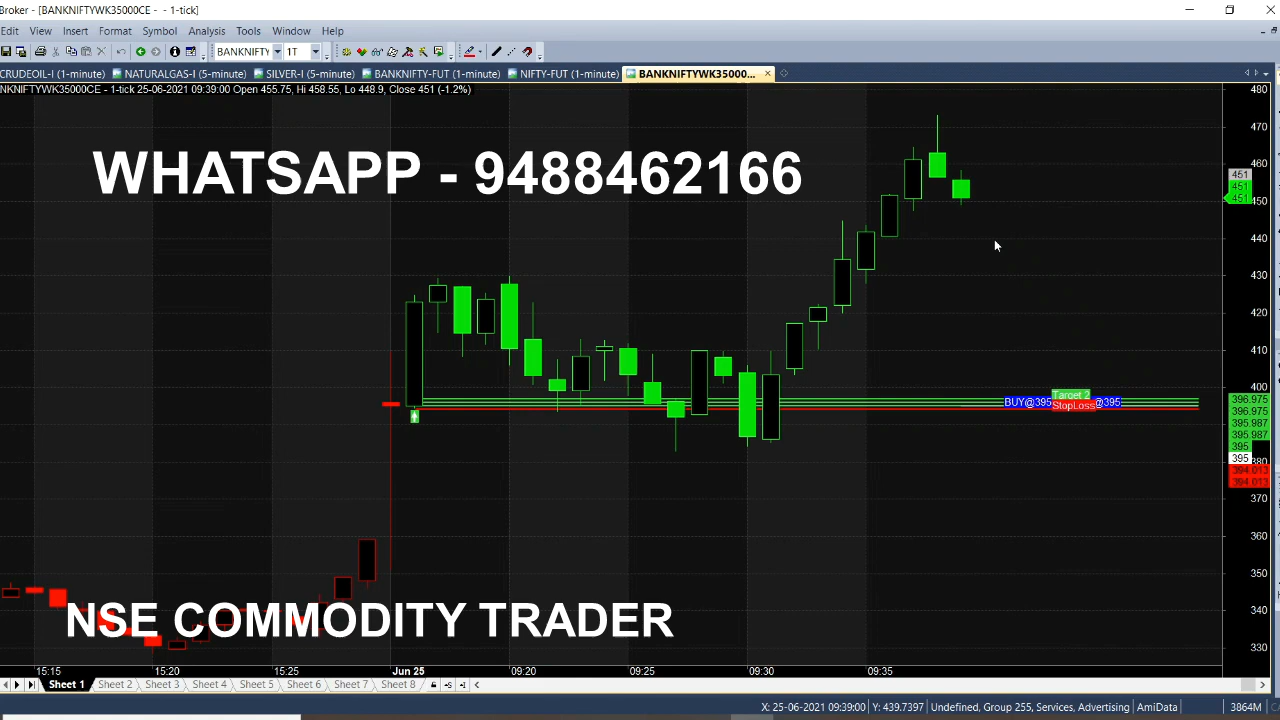 Broker - [BANKNIFTYWK35000CE - - 1-tick]
Edit View Insert Format Symbol Analysis Tools Window Help
BANKNIFTY 1T
CRUDEOIL-I (1-minute) NATURALGAS-I (5-minute) SILVER-I (5-minute) BANKNIFTY-FUT (1-minute) NIFTY-FUT (1-minute) BANKNIFTYWK35000...
NKNIFTYWK35000CE - 1-tick 25-06-2021 09:39:00 Open 455.75, Hi 458.55, Lo 448.9, Close 451 (-1.2%)
480
470
WHATSAPP - 9488462166
460
451
451
451
450
440
430
420
410
400
Target 2
BUY@395 StopLoss @395
396.975
396.975
395.987
395.987
395
395
380
394.013
394.013
370
360
350
340
NSE COMMODITY TRADER
330
15:15 15:20 15:25 Jun 25 09:20 09:25 09:30 09:35
Sheet 1 Sheet 2 Sheet 3 Sheet 4 Sheet 5 Sheet 6 Sheet 7 Sheet 8
X: 25-06-2021 09:39:00 Y: 439.7397 Undefined, Group 255, Services, Advertising AmiData 3864M